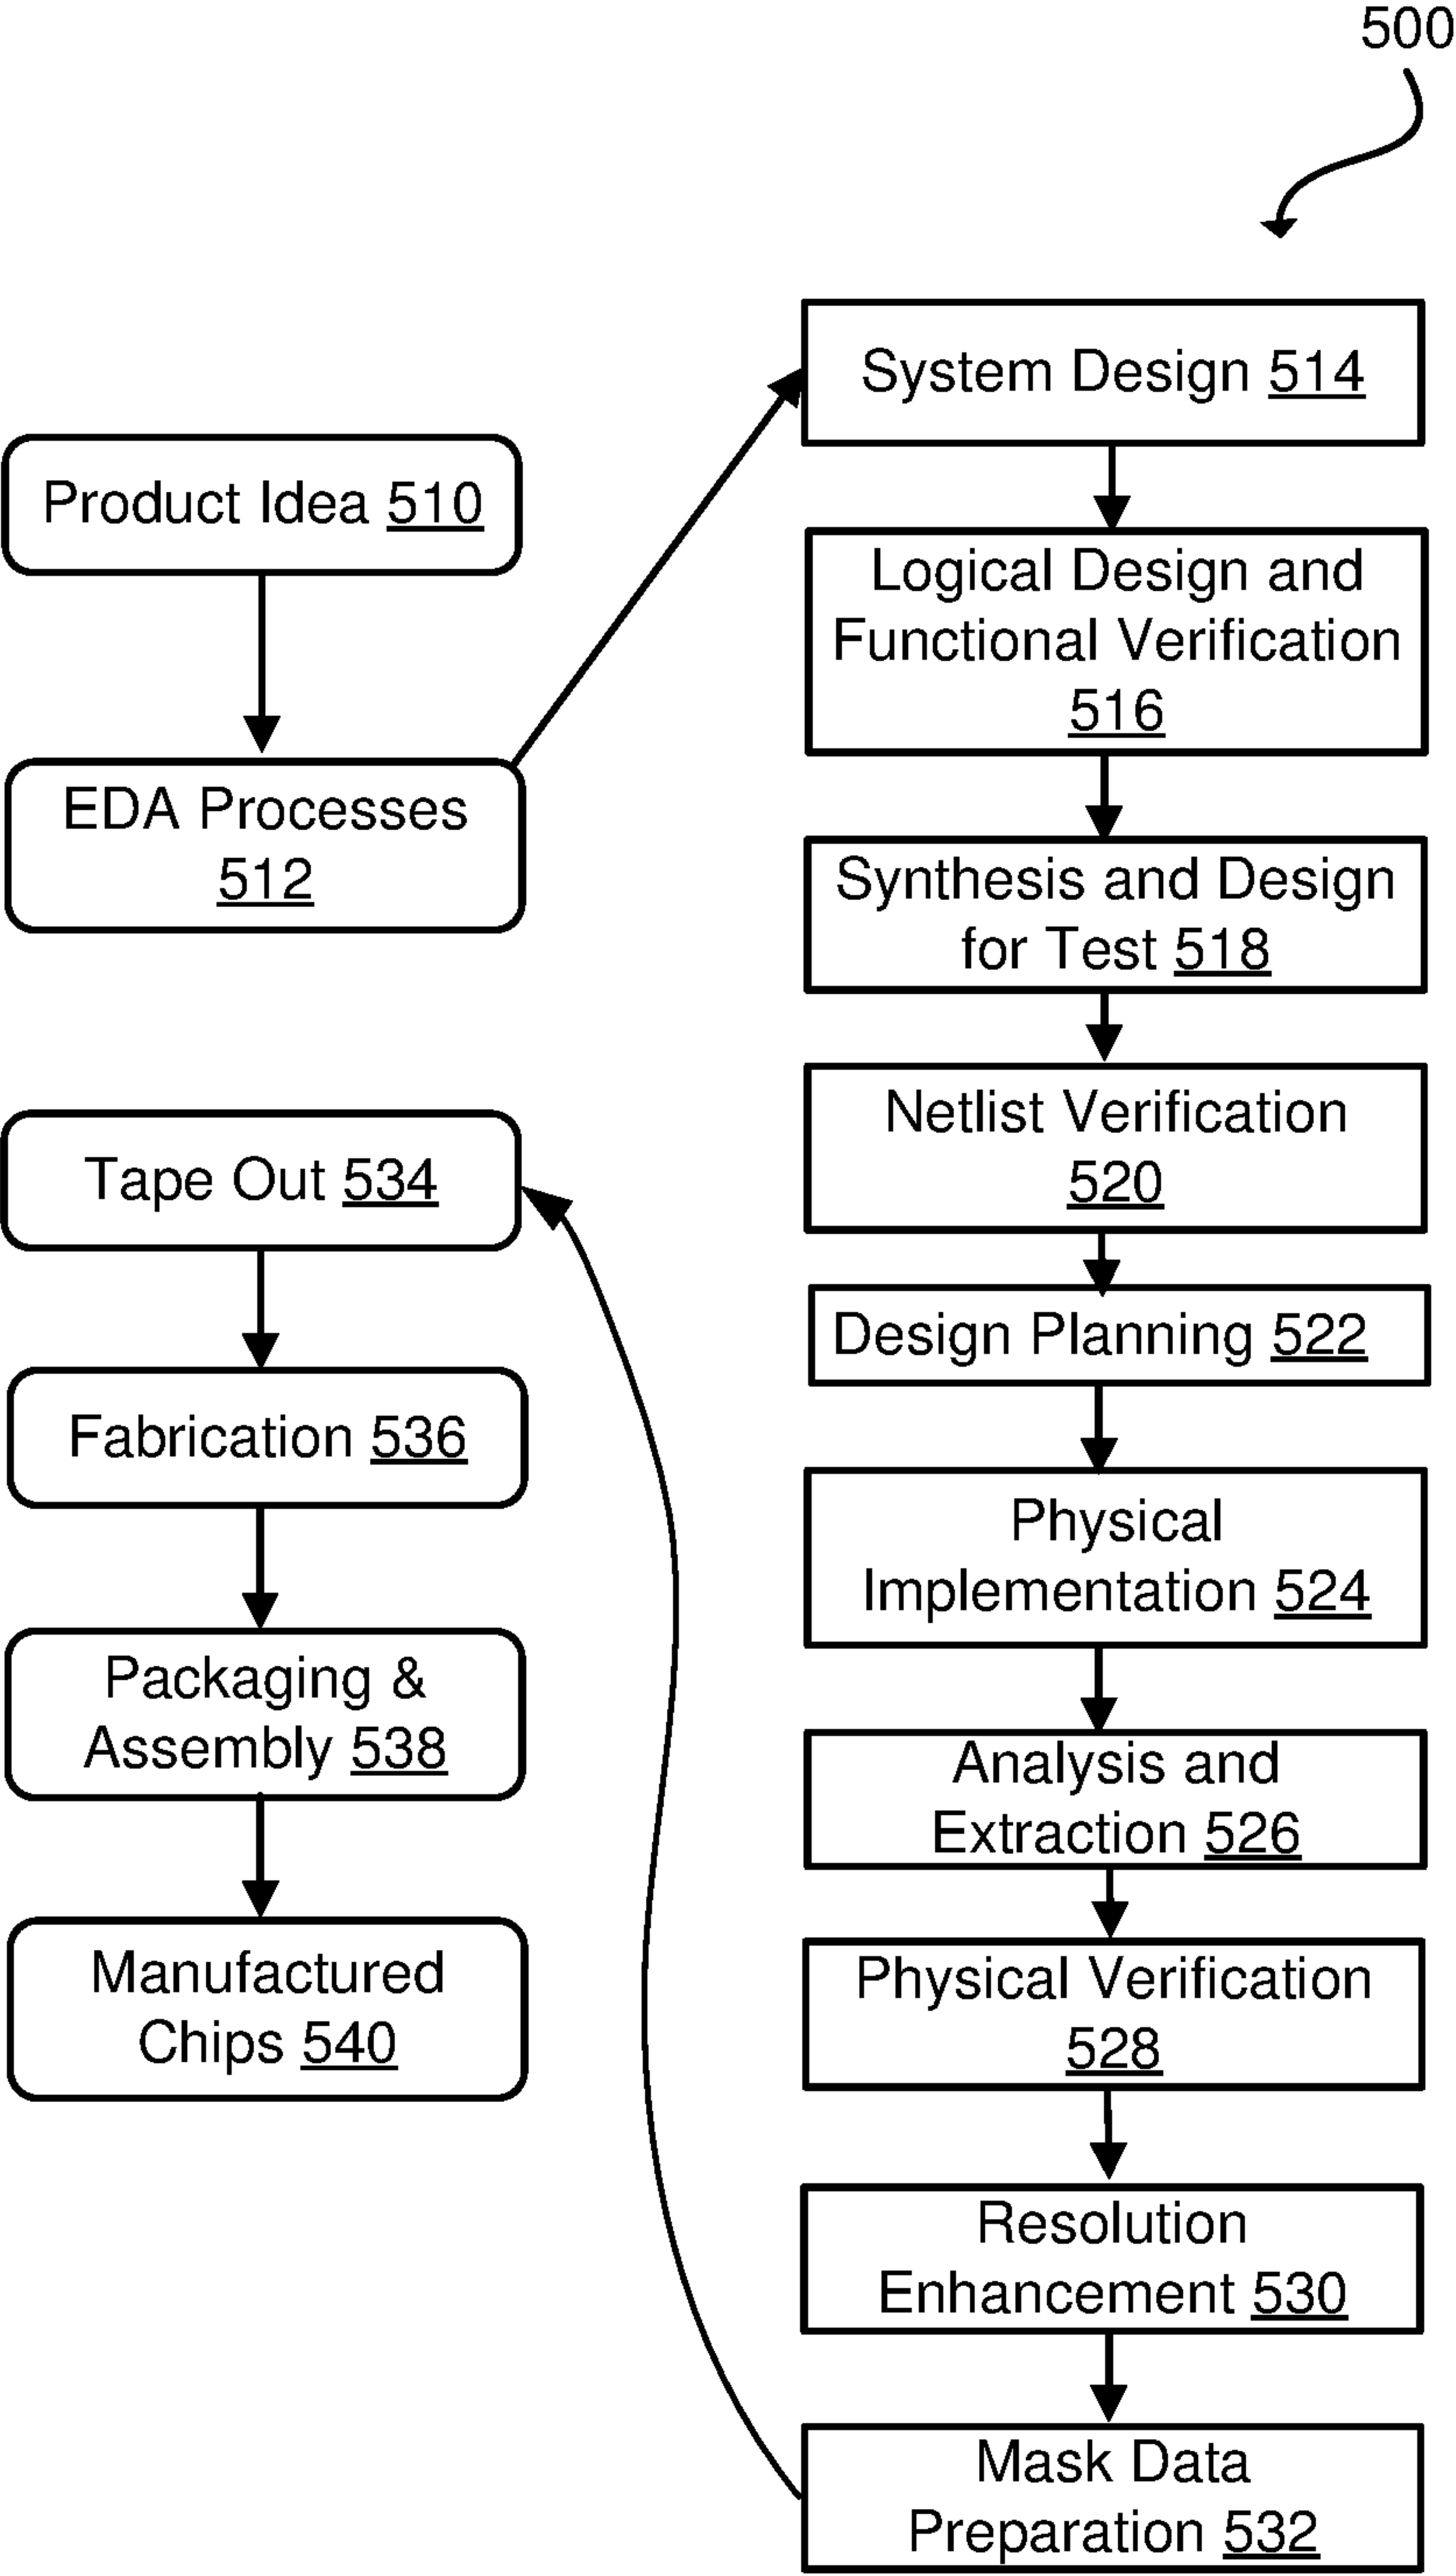 500
Product Idea 510
EDA Processes
512
System Design 514
Logical Design and
Functional Verification
516
Synthesis and Design
for Test 518
Netlist Verification
520
Design Planning 522
Physical
Implementation 524
Analysis and
Extraction 526
Physical Verification
528
Resolution
Enhancement 530
Mask Data
Preparation 532
Tape Out 534
Fabrication 536
Packaging &
Assembly 538
Manufactured
Chips 540